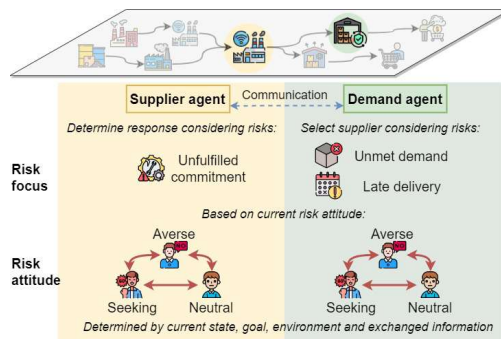 Communication
Supplier agent
Demand agent
Determine response considering risks:
Select supplier considering risks:
Risk
focus
Unfulfilled
commitment
Unmet demand
Late delivery
Based on current risk attitude:
Risk
attitude
Averse
NO
Seeking
Neutral
Averse
NO
Seeking
Neutral
Determined by current state, goal, environment and exchanged information